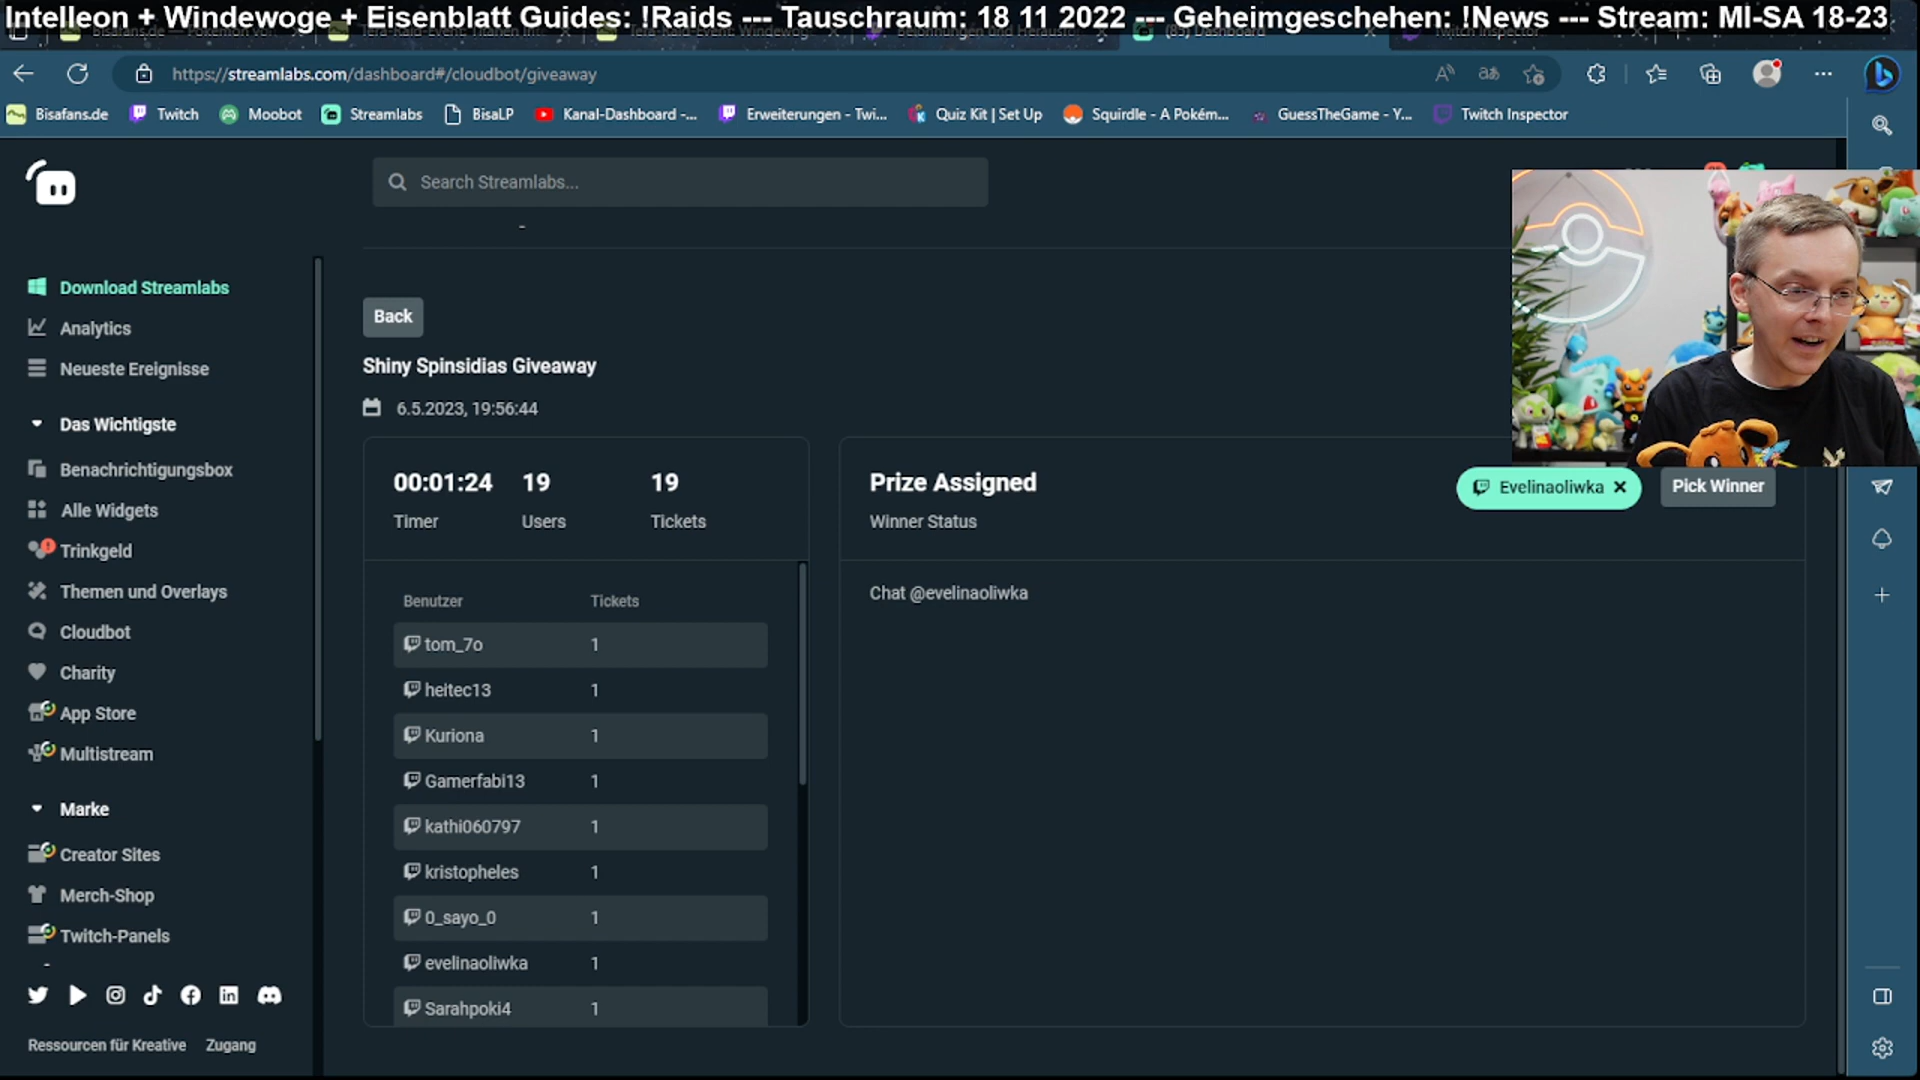 Intelleon + Windewoge + Eisenblatt Guides: !Raids --- Tauschraum: 18 11 2022 --- Geheimgeschehen: !News --- Stream: MI-SA 18-23
https://streamlabs.com/dashboard#/cloudbot/giveaway
Bisafans.de
Twitch
Moobot
Streamlabs
BisaLP
Kanal-Dashboard -...
Erweiterungen - Twi...
Quiz Kit | Set Up
Squirdle - A Pokém...
GuessTheGame - Y...
Twitch Inspector
Search Streamlabs...
Download Streamlabs
Analytics
Neueste Ereignisse
Das Wichtigste
Benachrichtigungsbox
Alle Widgets
Trinkgeld
Themen und Overlays
Cloudbot
Charity
App Store
Multistream
Marke
Creator Sites
Merch-Shop
Twitch-Panels
Ressourcen für Kreative Zugang
Back
Shiny Spinsidias Giveaway
6.5.2023, 19:56:44
00:01:24 19 19
Timer Users Tickets
Benutzer Tickets
tom_7o 1
heitec13 1
Kuriona 1
Gamerfabi13 1
kathi060797 1
kristopheles 1
0_sayo_0 1
evelinaoliwka 1
Sarahpoki4 1
Prize Assigned
Winner Status
Evelinaoliwka
Pick Winner
Chat @evelinaoliwka